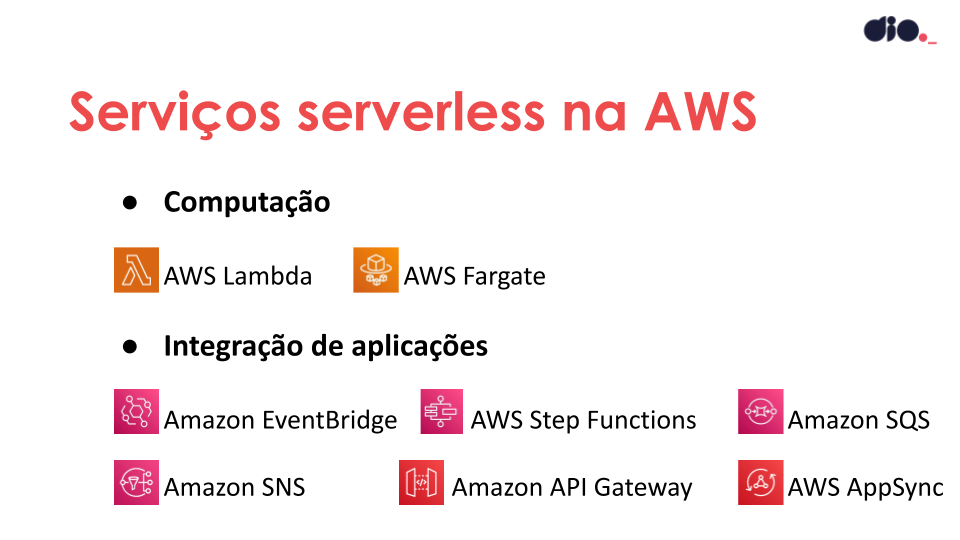 dio._
Serviços serverless na AWS
● Computação
AWS Lambda AWS Fargate
● Integração de aplicações
Amazon EventBridge AWS Step Functions Amazon SQS
Amazon SNS Amazon API Gateway AWS AppSync